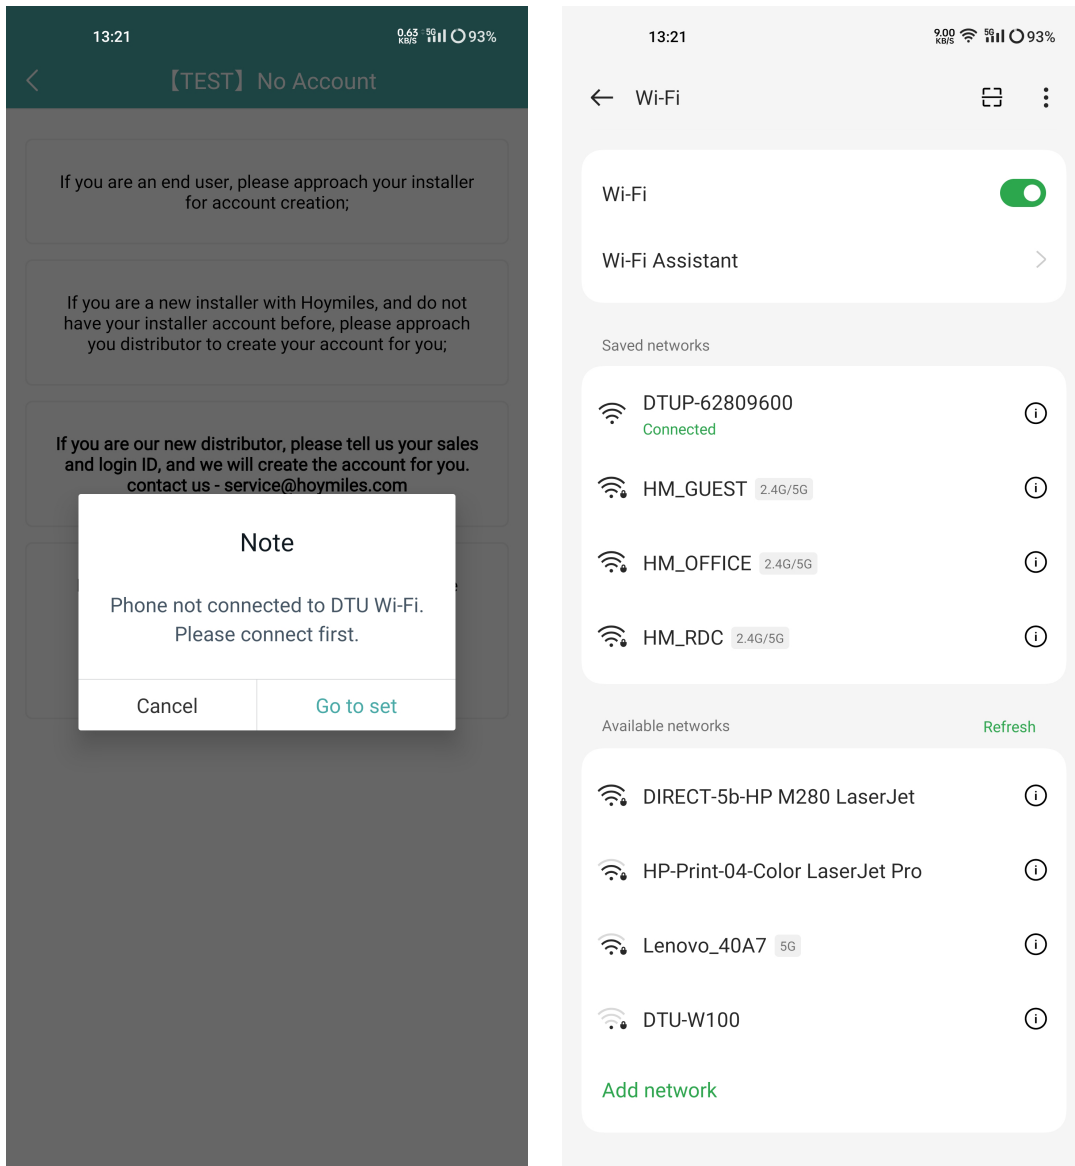 13:21
0.63 KB/S 5G 93%
【TEST】No Account
If you are an end user, please approach your installer
for account creation;
If you are a new installer with Hoymiles, and do not
have your installer account before, please approach
you distributor to create your account for you;
If you are our new distributor, please tell us your sales
and login ID, and we will create the account for you.
contact us - service@hoymiles.com
Note
Phone not connected to DTU Wi-Fi.
Please connect first.
Cancel
Go to set
13:21
9.00 KB/S 5G 93%
Wi-Fi
Wi-Fi
Wi-Fi Assistant
Saved networks
DTUP-62809600
Connected
HM_GUEST 2.4G/5G
HM_OFFICE 2.4G/5G
HM_RDC 2.4G/5G
Available networks
Refresh
DIRECT-5b-HP M280 LaserJet
HP-Print-04-Color LaserJet Pro
Lenovo_40A7 5G
DTU-W100
Add network